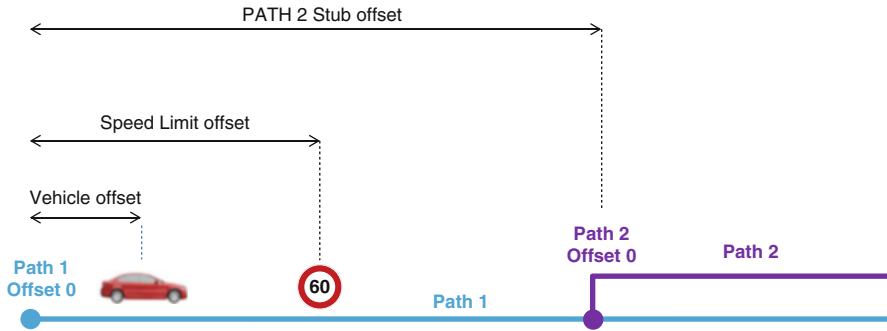 PATH 2 Stub offset
Speed Limit offset
Vehicle offset
Path 1
Offset 0
60
Path 1
Path 2
Offset 0
Path 2